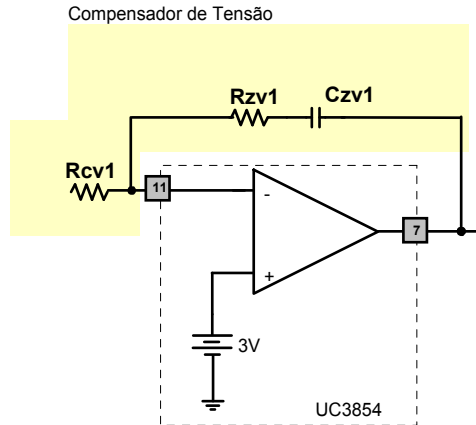 Compensador de Tensão
Rzv1
Czv1
Rcv1
11
-
7
+
3V
UC3854